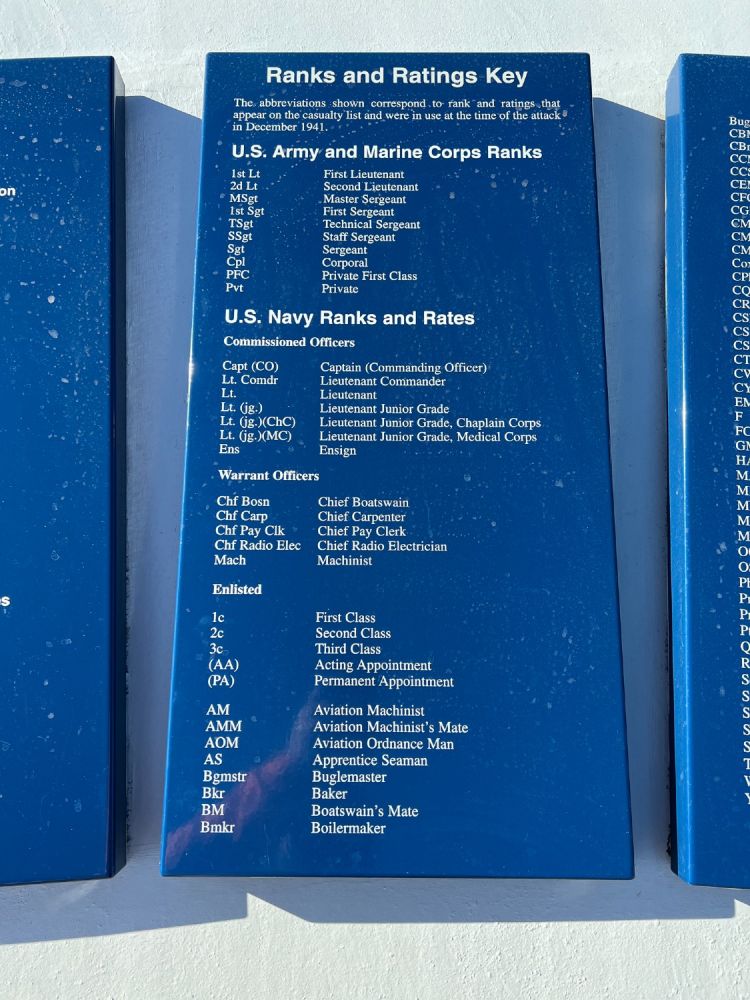 Ranks and Ratings Key
The abbreviations shown correspond to rank and ratings that
appear on the casualty list and were in use at the time of the attack
in December 1941.
U.S. Army and Marine Corps Ranks
1st Lt First Lieutenant
2d Lt Second Lieutenant
MSgt Master Sergeant
1st Sgt First Sergeant
TSgt Technical Sergeant
SSgt Staff Sergeant
Sgt Sergeant
Cpl Corporal
PFC Private First Class
Pvt Private
U.S. Navy Ranks and Rates
Commissioned Officers
Capt (CO) Captain (Commanding Officer)
Lt. Comdr Lieutenant Commander
Lt. Lieutenant
Lt. (jg.) Lieutenant Junior Grade
Lt. (jg.)(ChC) Lieutenant Junior Grade, Chaplain Corps
Lt. (jg.)(MC) Lieutenant Junior Grade, Medical Corps
Ens Ensign
Warrant Officers
Chf Bosn Chief Boatswain
Chf Carp Chief Carpenter
Chf Pay Clk Chief Pay Clerk
Chf Radio Elec Chief Radio Electrician
Mach Machinist
Enlisted
1c First Class
2c Second Class
3c Third Class
(AA) Acting Appointment
(PA) Permanent Appointment
AM Aviation Machinist
AMM Aviation Machinist's Mate
AOM Aviation Ordnance Man
AS Apprentice Seaman
Bgmstr Buglemaster
Bkr Baker
BM Boatswain's Mate
Bmkr Boilermaker